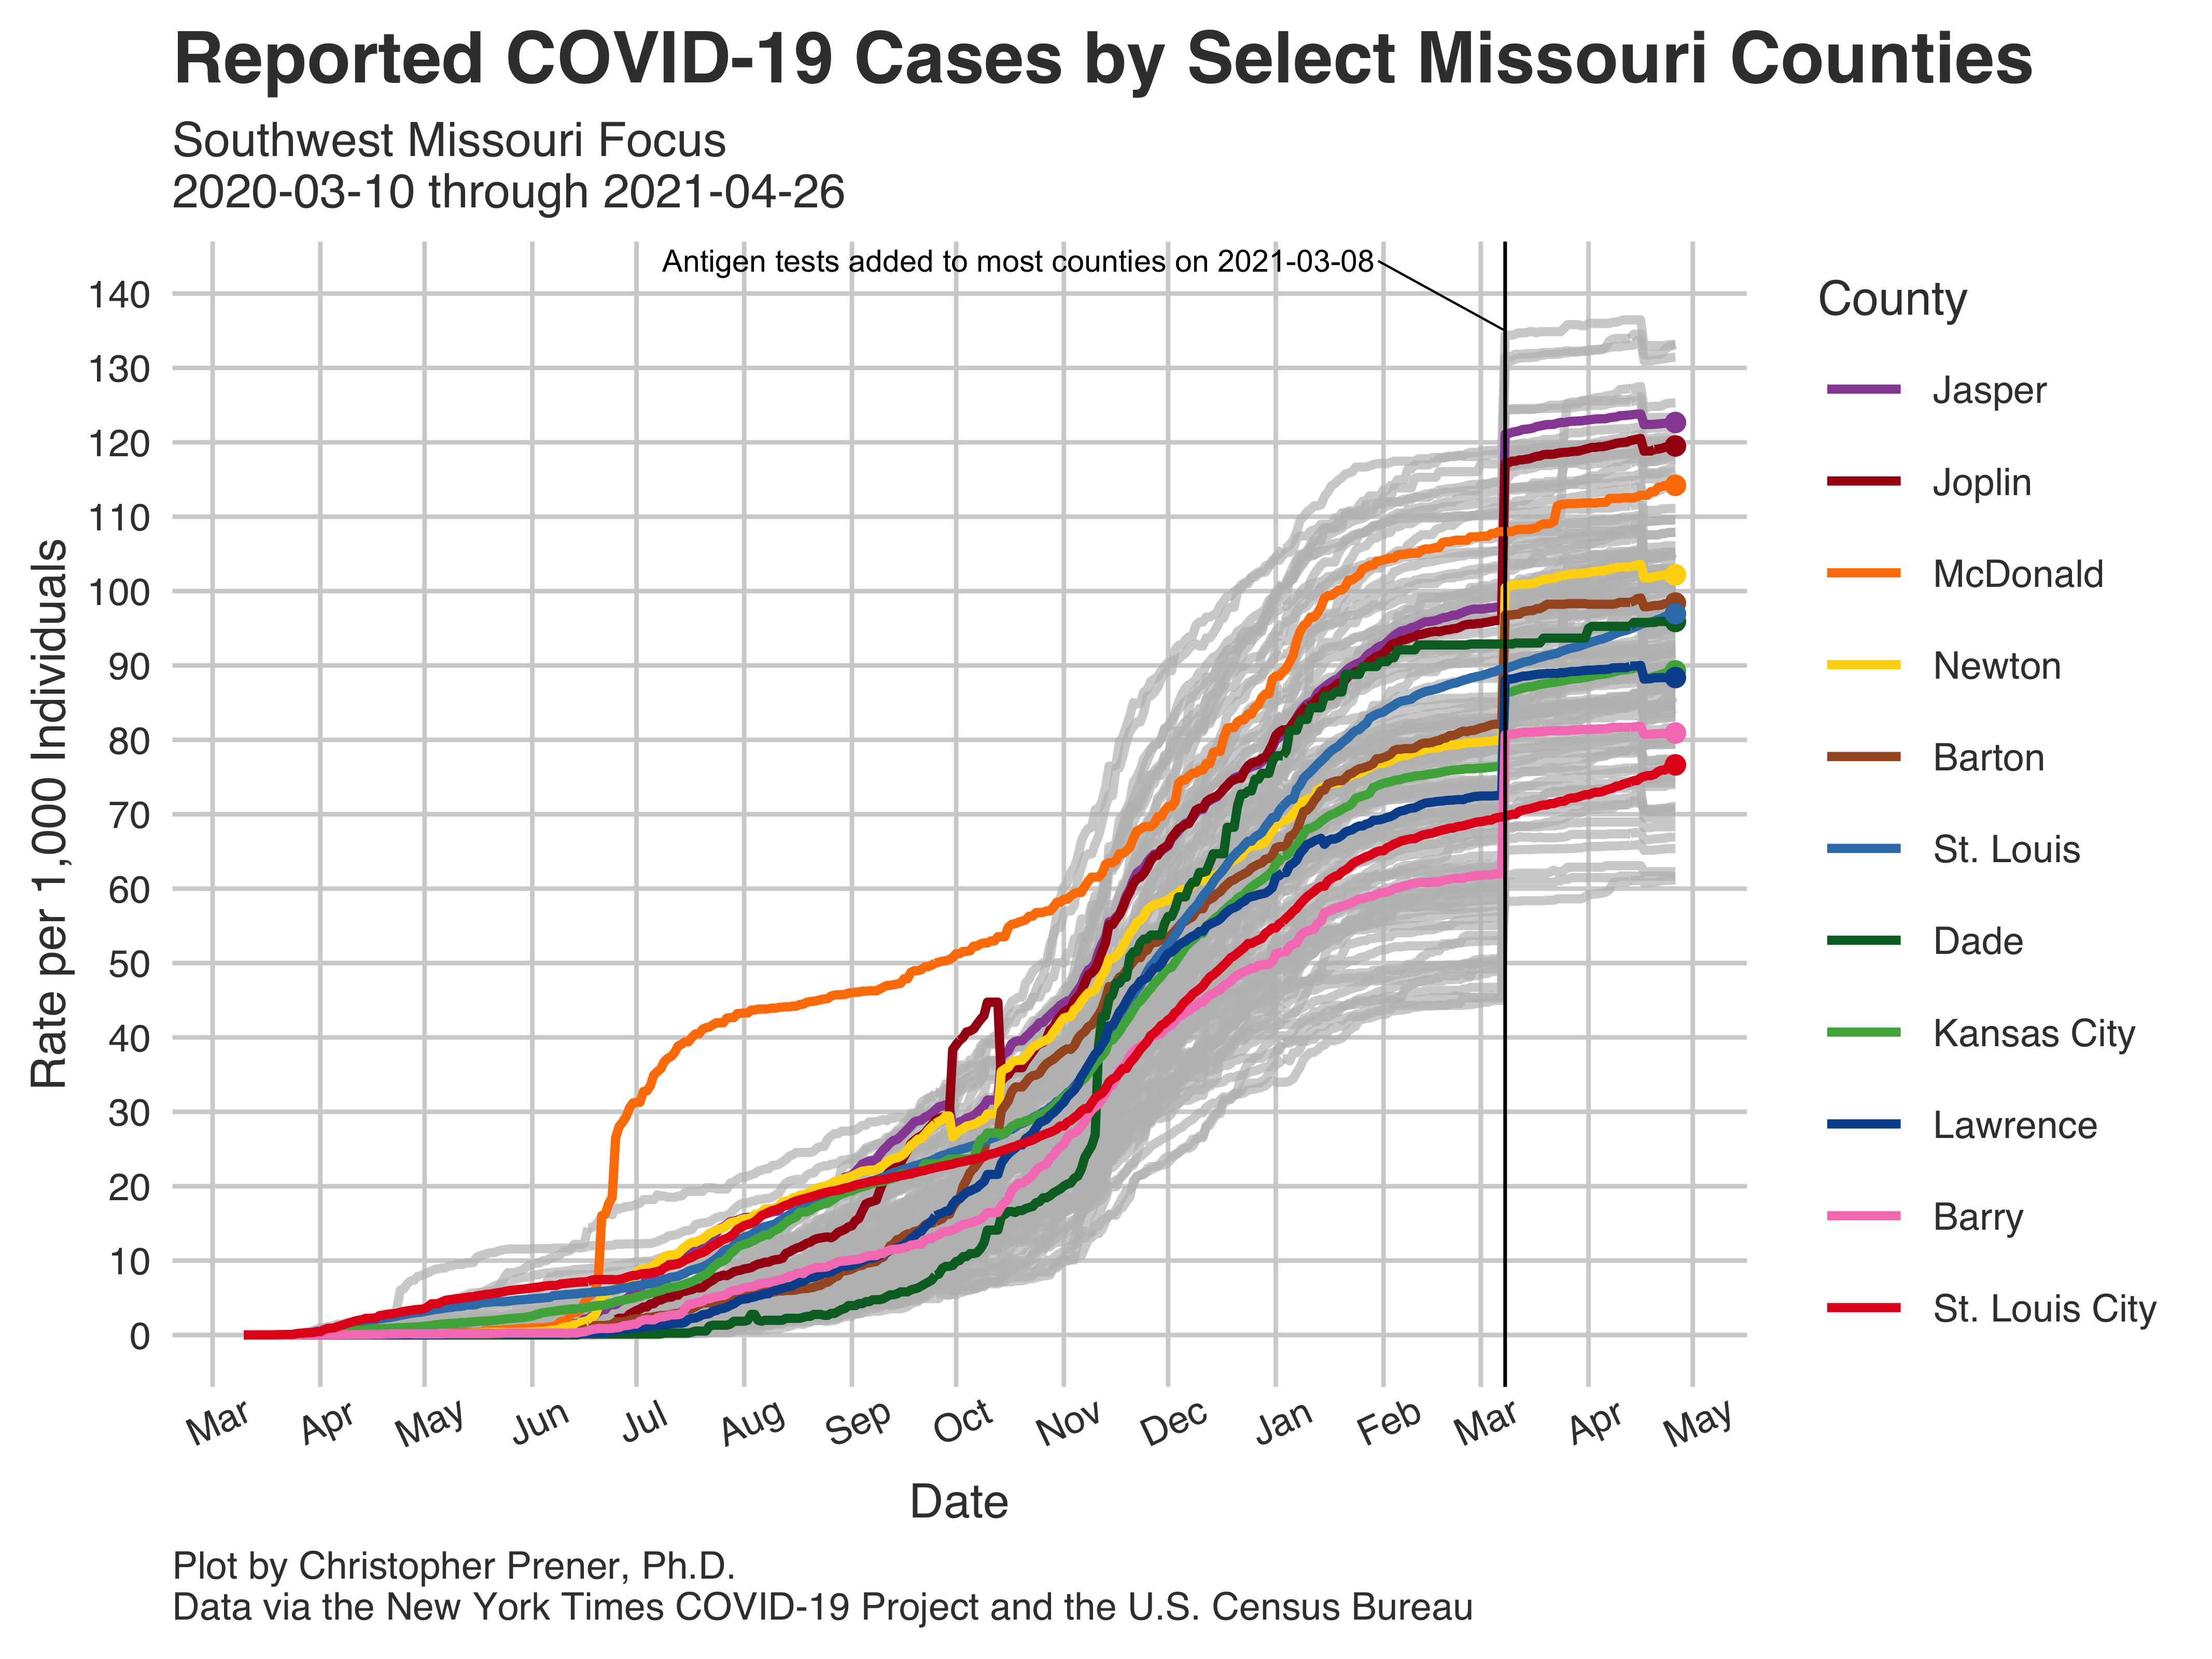 Reported COVID-19 Cases by Select Missouri Counties
Southwest Missouri Focus
2020-03-10 through 2021-04-26
Antigen tests added to most counties on 2021-03-08
Rate per 1,000 Individuals
140
130
120
110
100
90
80
70
60
50
40
30
20
10
0
Mar Apr May Jun Jul Aug Sep Oct Nov Dec Jan Feb Mar Apr May
Date
County
Jasper
Joplin
McDonald
Newton
Barton
St. Louis
Dade
Kansas City
Lawrence
Barry
St. Louis City
Plot by Christopher Prener, Ph.D.
Data via the New York Times COVID-19 Project and the U.S. Census Bureau